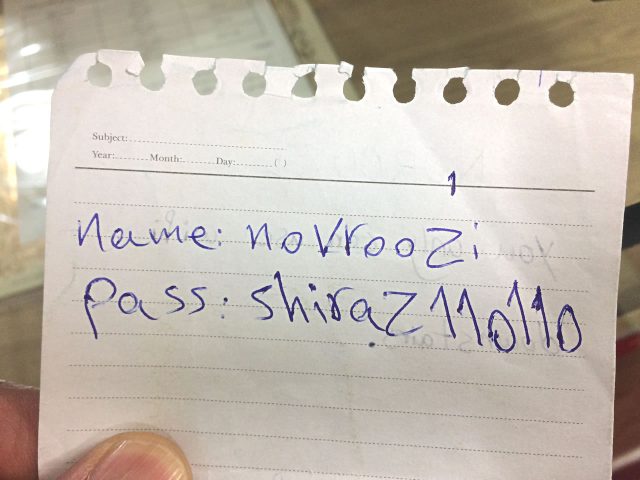 Subject:
Year: Month: Day: ( )
1
name: novroozi
pass: shiraz110110